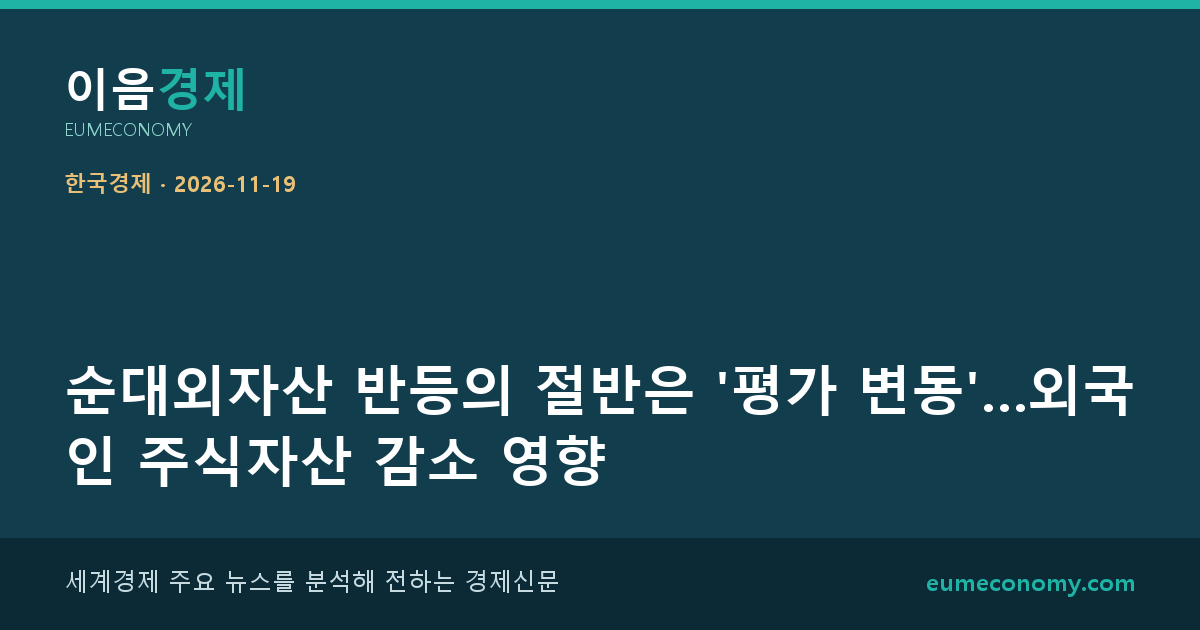 이음경제
EUMECONOMY
한국경제 · 2026-11-19
순대외자산 반등의 절반은 '평가 변동'…외국
인 주식자산 감소 영향
세계경제 주요 뉴스를 분석해 전하는 경제신문
eumeconomy.com